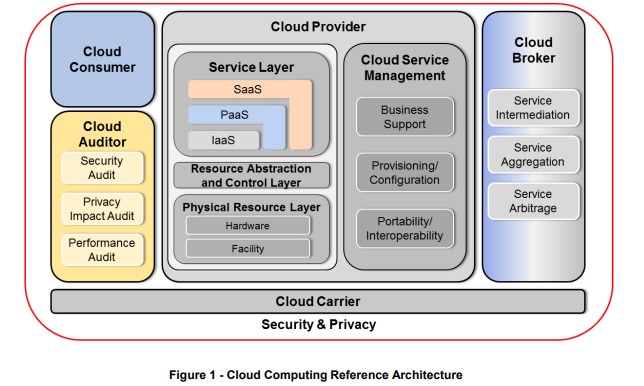 Cloud
Consumer
Cloud
Auditor
Security
Audit
Privacy
Impact Audit
Performance
Audit
Cloud Provider
Service Layer
SaaS
PaaS
IaaS
Resource Abstraction
and Control Layer
Physical Resource Layer
Hardware
Facility
Cloud Service
Management
Business
Support
Provisioning/
Configuration
Portability/
Interoperability
Cloud
Broker
Service
Intermediation
Service
Aggregation
Service
Arbitrage
Cloud Carrier
Security & Privacy
Figure 1 - Cloud Computing Reference Architecture